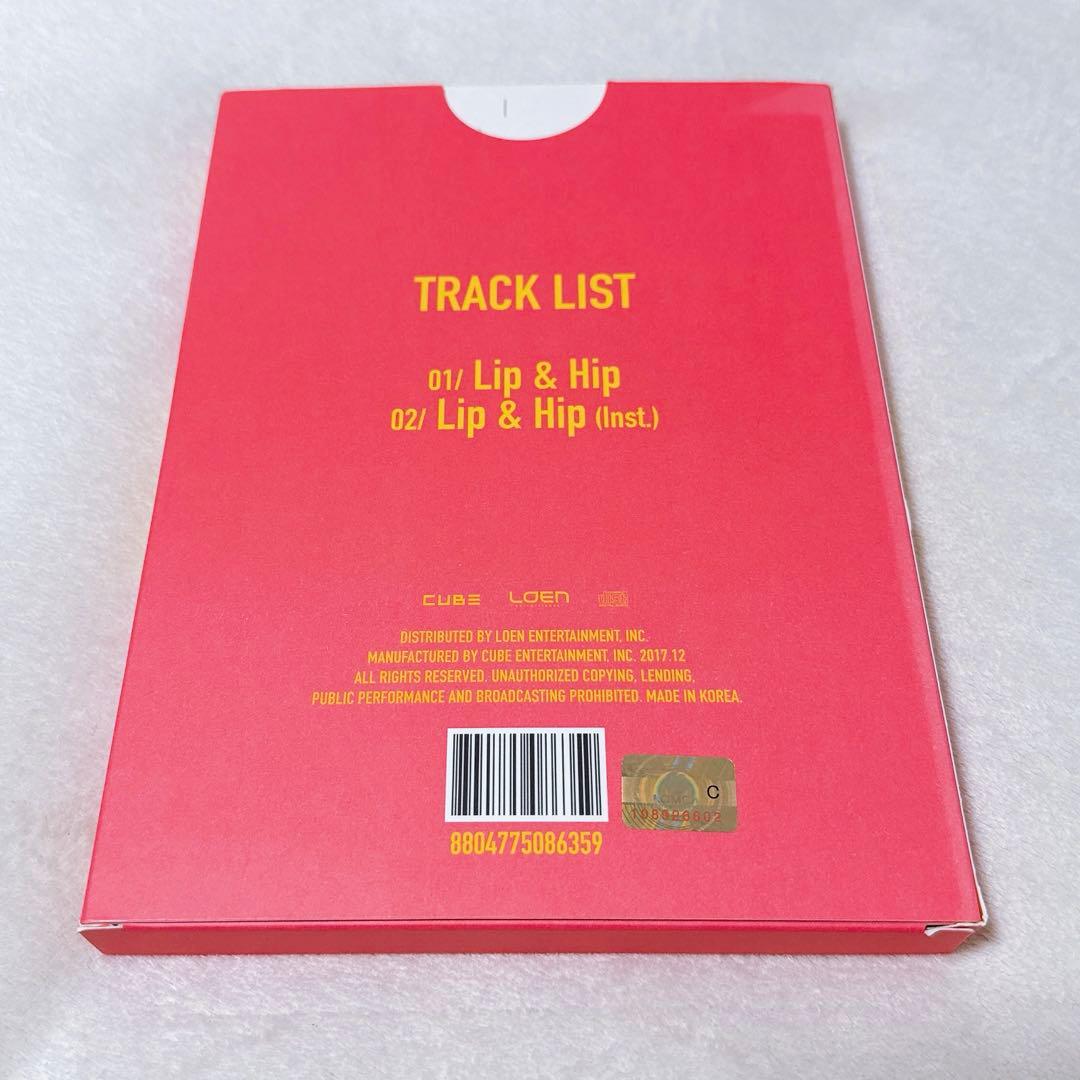 TRACK LIST
01/ Lip & Hip
02/ Lip & Hip (Inst.)
CUBE LOEN
DISTRIBUTED BY LOEN ENTERTAINMENT, INC.
MANUFACTURED BY CUBE ENTERTAINMENT, INC. 2017.12
ALL RIGHTS RESERVED. UNAUTHORIZED COPYING, LENDING,
PUBLIC PERFORMANCE AND BROADCASTING PROHIBITED. MADE IN KOREA.
C
8804775086359